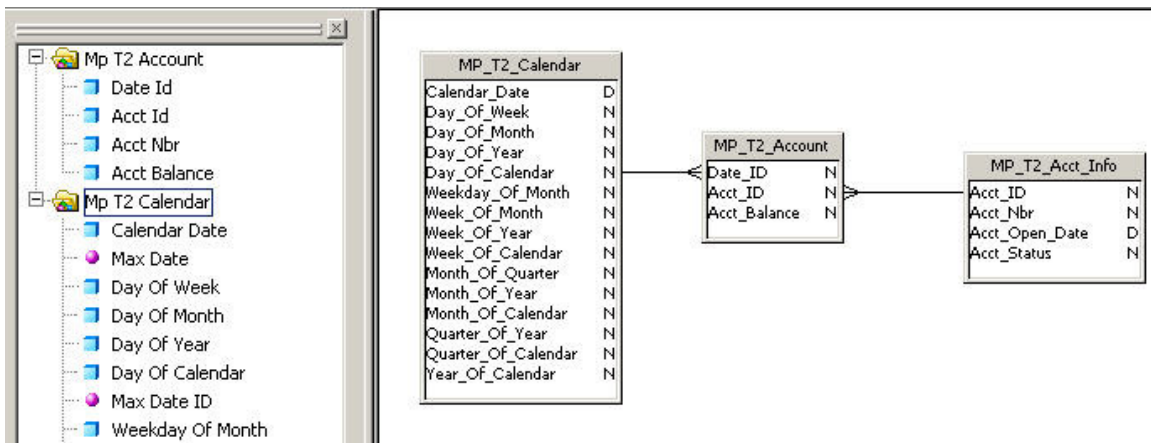 Mp T2 Account
Date Id
Acct Id
Acct Nbr
Acct Balance
Mp T2 Calendar
Calendar Date
Max Date
Day Of Week
Day Of Month
Day Of Year
Day Of Calendar
Max Date ID
Weekday Of Month
MP_T2_Calendar
Calendar_Date D
Day_Of_Week N
Day_Of_Month N
Day_Of_Year N
Day_Of_Calendar N
Weekday_Of_Month N
Week_Of_Month N
Week_Of_Year N
Week_Of_Calendar N
Month_Of_Quarter N
Month_Of_Year N
Month_Of_Calendar N
Quarter_Of_Year N
Quarter_Of_Calendar N
Year_Of_Calendar N
MP_T2_Account
Date_ID N
Acct_ID N
Acct_Balance N
MP_T2_Acct_Info
Acct_ID N
Acct_Nbr N
Acct_Open_Date D
Acct_Status N